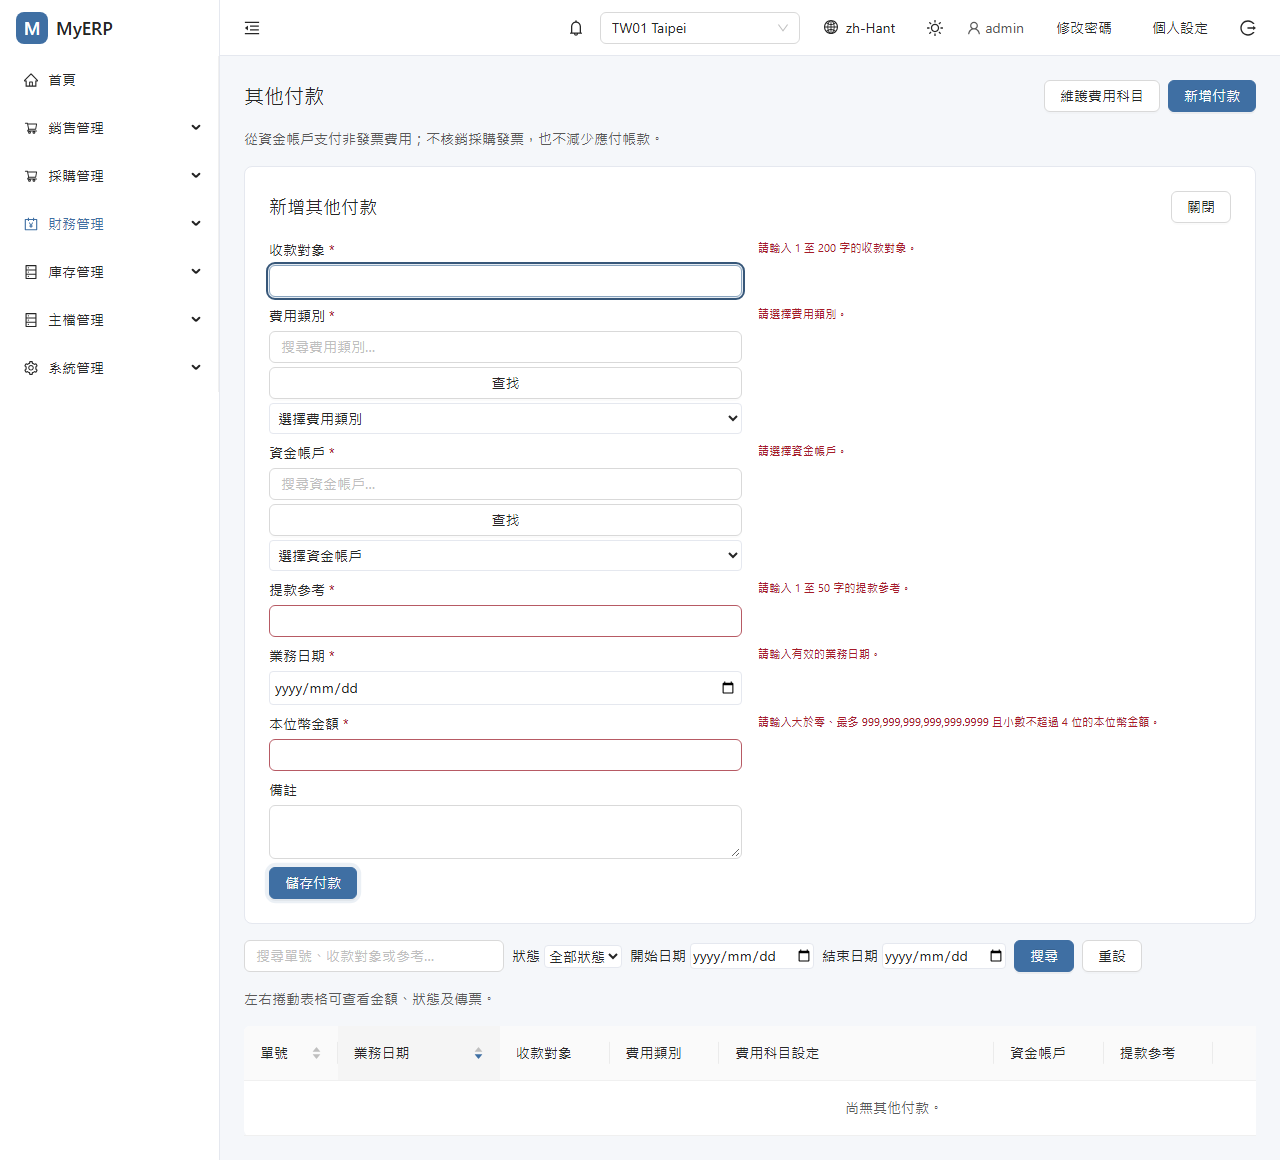 M MyERP
TW01 Taipei
zh-Hant
admin
修改密碼
個人設定
首頁
銷售管理
採購管理
財務管理
庫存管理
主檔管理
系統管理
其他付款
維護費用科目
新增付款
從資金帳戶支付非發票費用；不核銷採購發票，也不減少應付帳款。
新增其他付款
關閉
收款對象 *
請輸入 1 至 200 字的收款對象。
費用類別 *
請選擇費用類別。
搜尋費用類別...
查找
選擇費用類別
資金帳戶 *
請選擇資金帳戶。
搜尋資金帳戶...
查找
選擇資金帳戶
提款參考 *
請輸入 1 至 50 字的提款參考。
業務日期 *
請輸入有效的業務日期。
yyyy/mm/dd
本位幣金額 *
請輸入大於零、最多 999,999,999,999,999.9999 且小數不超過 4 位的本位幣金額。
備註
儲存付款
搜尋單號、收款對象或參考...
狀態 全部狀態
開始日期 yyyy/mm/dd
結束日期 yyyy/mm/dd
搜尋
重設
左右捲動表格可查看金額、狀態及傳票。
單號 業務日期 收款對象 費用類別 費用科目設定 資金帳戶 提款參考
尚無其他付款。